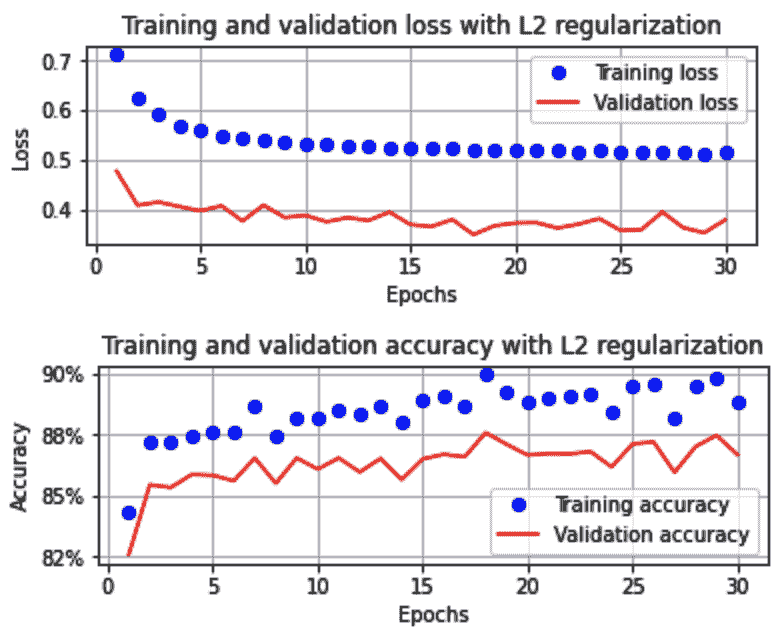 Training and validation loss with L2 regularization
0.7
0.6
0.5
0.4
Loss
Training loss
Validation loss
0 5 10 15 20 25 30
Epochs
Training and validation accuracy with L2 regularization
90%
88%
85%
82%
Accuracy
Training accuracy
Validation accuracy
0 5 10 15 20 25 30
Epochs